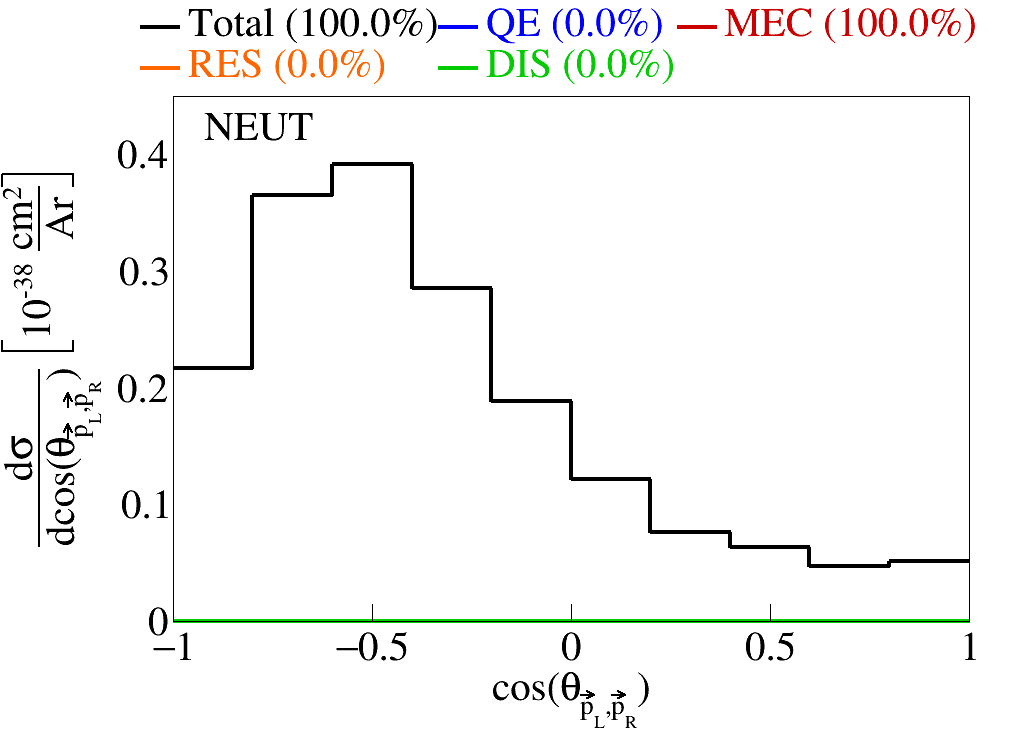 Total (100.0%) QE (0.0%) MEC (100.0%)
RES (0.0%) DIS (0.0%)
NEUT
0.4
0.3
0.2
0.1
0
−1 −0.5 0 0.5 1
cos(θ p⃗L,p⃗R)
dσ/dcos(θ p⃗L,p⃗R) [10^-38 cm²/Ar]